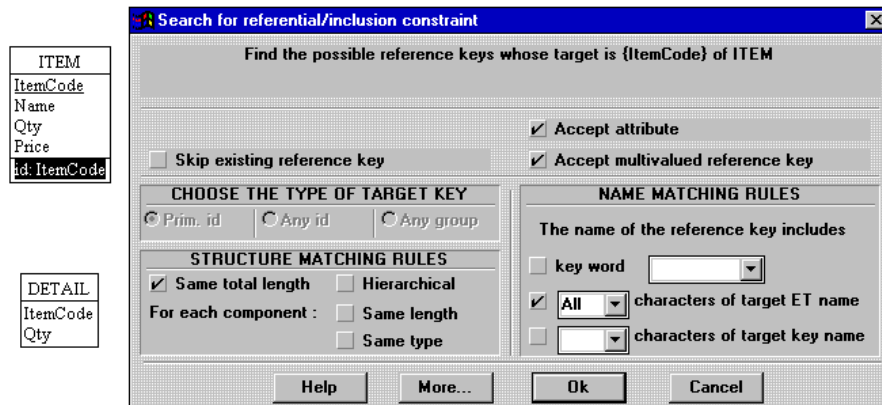 ITEM
ItemCode
Name
Qty
Price
id: ItemCode
DETAIL
ItemCode
Qty
Search for referential/inclusion constraint
Find the possible reference keys whose target is {ItemCode} of ITEM
Accept attribute
Skip existing reference key
Accept multivalued reference key
CHOOSE THE TYPE OF TARGET KEY
Prim. id Any id Any group
STRUCTURE MATCHING RULES
Same total length Hierarchical
For each component : Same length
Same type
NAME MATCHING RULES
The name of the reference key includes
key word
All characters of target ET name
characters of target key name
Help More... Ok Cancel